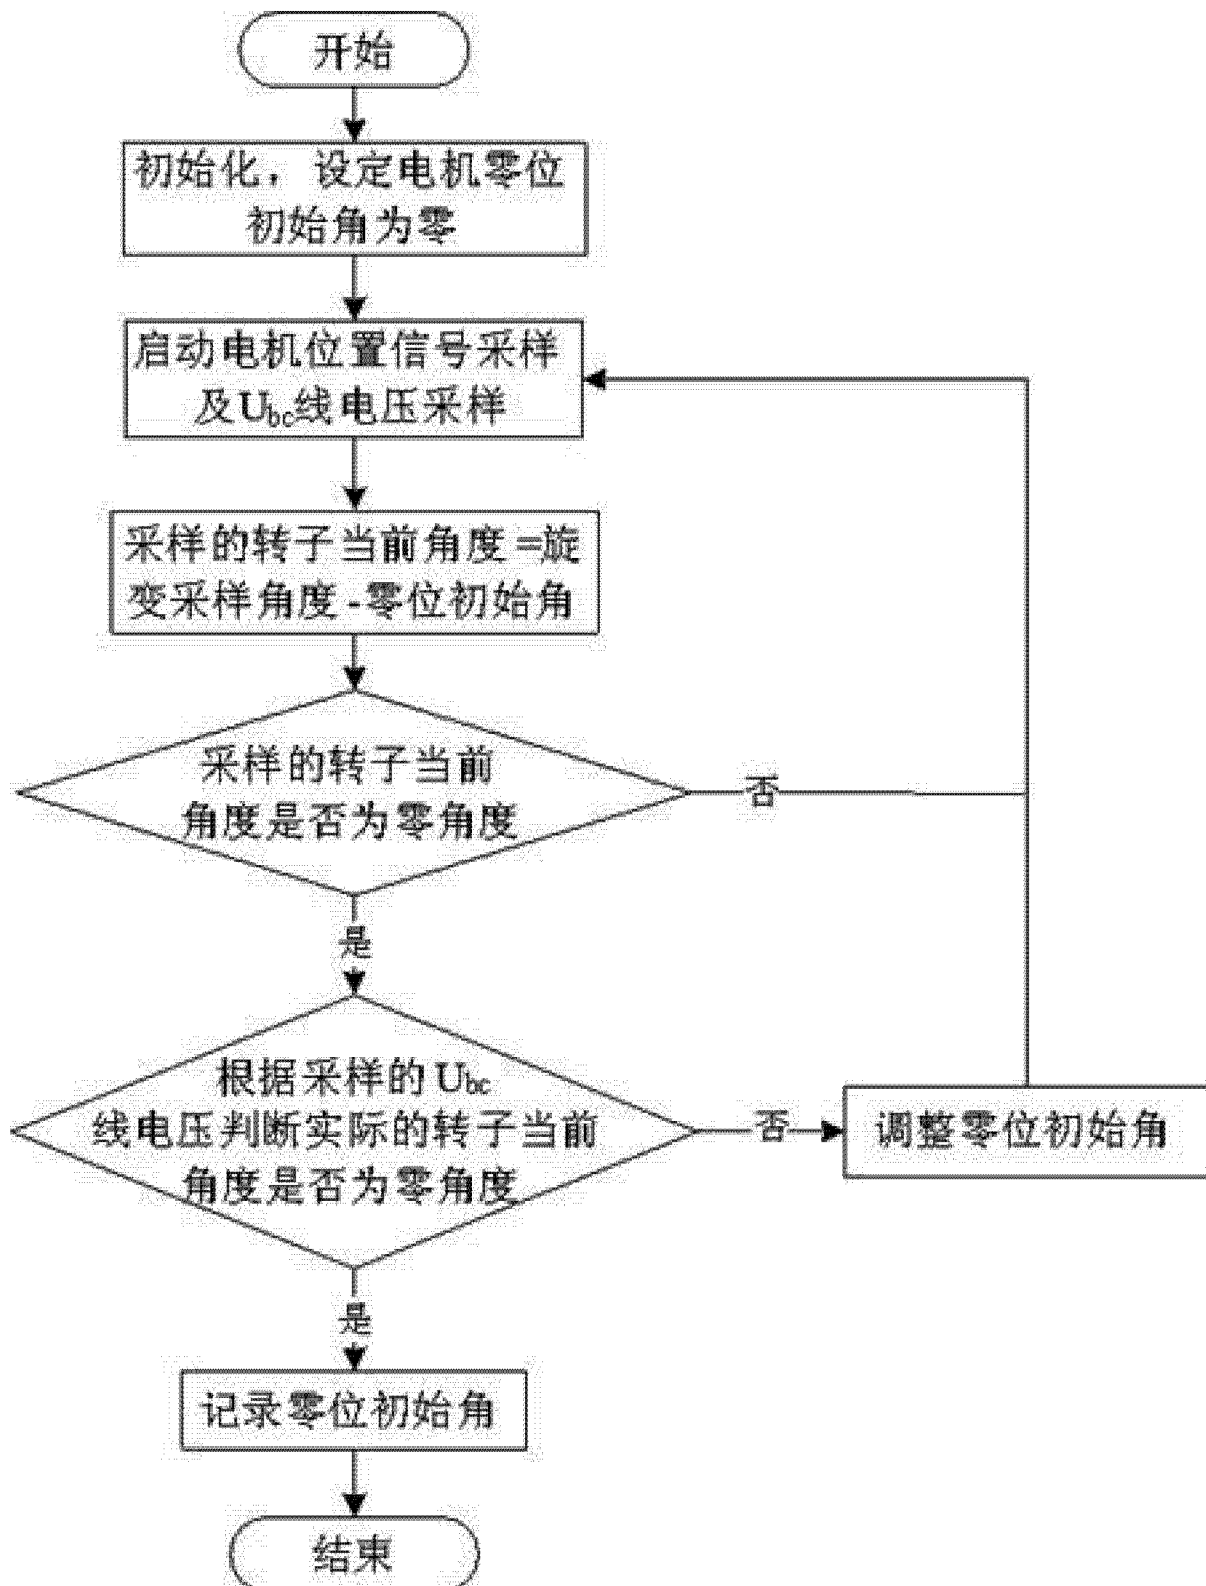 开始
初始化，设定电机零位
初始角为零
启动电机位置信号采样
及Ubc线电压采样
采样的转子当前角度=旋
变采样角度-零位初始角
采样的转子当前
角度是否为零角度
否
是
根据采样的Ubc
线电压判断实际的转子当前
角度是否为零角度
否
调整零位初始角
是
记录零位初始角
结束